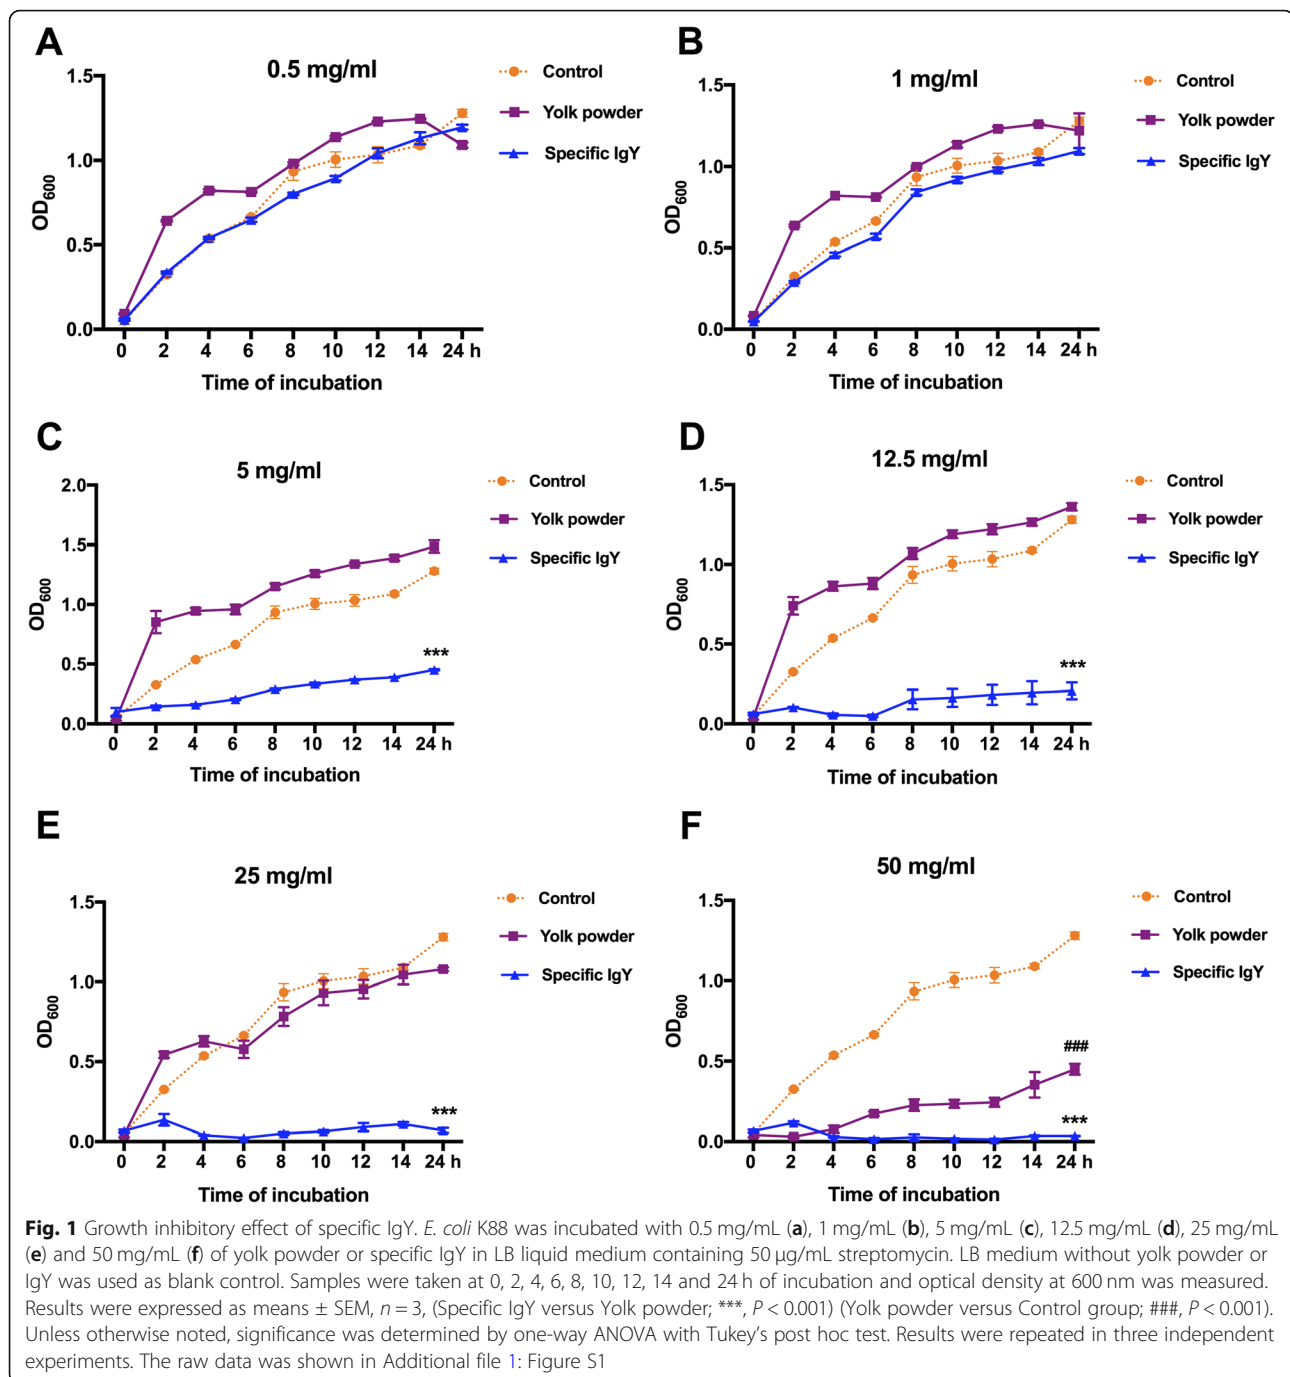 A
0.5 mg/ml
Control
Yolk powder
Specific IgY
OD600
1.5
1.0
0.5
0.0
0 2 4 6 8 10 12 14 24 h
Time of incubation
B
1 mg/ml
Control
Yolk powder
Specific IgY
OD600
1.5
1.0
0.5
0.0
0 2 4 6 8 10 12 14 24 h
Time of incubation
C
5 mg/ml
Control
Yolk powder
Specific IgY
OD600
2.0
1.5
1.0
0.5
0.0
***
0 2 4 6 8 10 12 14 24 h
Time of incubation
D
12.5 mg/ml
Control
Yolk powder
Specific IgY
OD600
1.5
1.0
0.5
0.0
***
0 2 4 6 8 10 12 14 24 h
Time of incubation
E
25 mg/ml
Control
Yolk powder
Specific IgY
OD600
1.5
1.0
0.5
0.0
***
0 2 4 6 8 10 12 14 24 h
Time of incubation
F
50 mg/ml
Control
Yolk powder
Specific IgY
OD600
1.5
1.0
0.5
0.0
###
***
0 2 4 6 8 10 12 14 24 h
Time of incubation
Fig. 1 Growth inhibitory effect of specific IgY. E. coli K88 was incubated with 0.5 mg/mL (a), 1 mg/mL (b), 5 mg/mL (c), 12.5 mg/mL (d), 25 mg/mL
(e) and 50 mg/mL (f) of yolk powder or specific IgY in LB liquid medium containing 50 μg/mL streptomycin. LB medium without yolk powder or
IgY was used as blank control. Samples were taken at 0, 2, 4, 6, 8, 10, 12, 14 and 24 h of incubation and optical density at 600 nm was measured.
Results were expressed as means ± SEM, n = 3, (Specific IgY versus Yolk powder; ***, P < 0.001) (Yolk powder versus Control group; ###, P < 0.001).
Unless otherwise noted, significance was determined by one-way ANOVA with Tukey's post hoc test. Results were repeated in three independent
experiments. The raw data was shown in Additional file 1: Figure S1